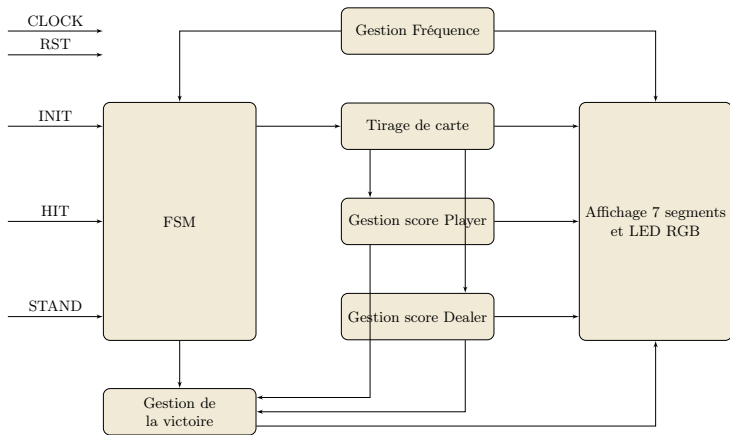 CLOCK
RST
Gestion Fréquence
INIT
Tirage de carte
HIT
FSM
Gestion score Player
Affichage 7 segments
et LED RGB
STAND
Gestion score Dealer
Gestion de
la victoire